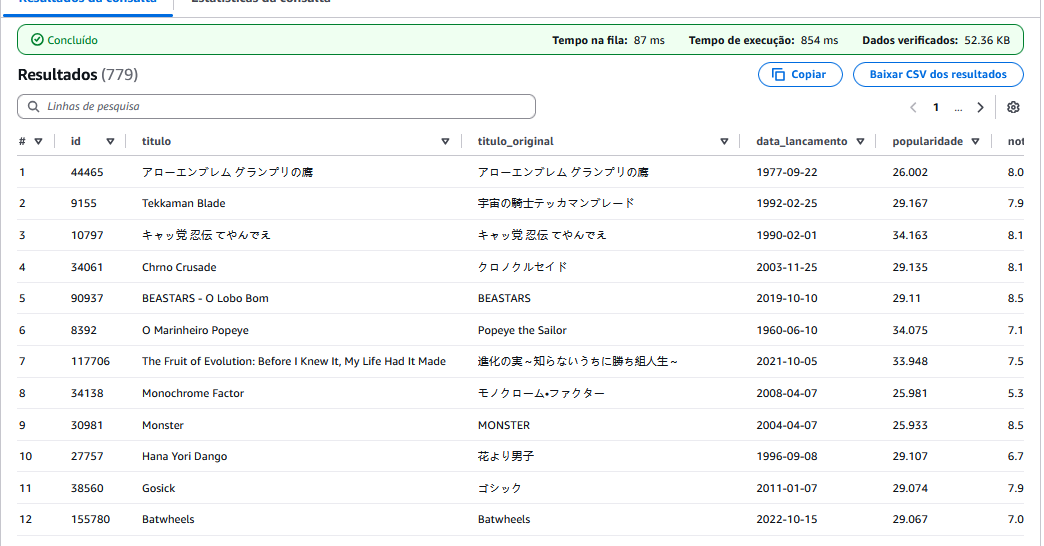 Resultados da consulta Estatísticas da consulta
Concluído Tempo na fila: 87 ms Tempo de execução: 854 ms Dados verificados: 52.36 KB
Resultados (779) Copiar Baixar CSV dos resultados
Linhas de pesquisa 1 ...
# id titulo titulo_original data_lancamento popularidade not
1 44465 アローエンブレム グランプリの鷹 アローエンブレム グランプリの鷹 1977-09-22 26.002 8.0
2 9155 Tekkaman Blade 宇宙の騎士テッカマンブレード 1992-02-25 29.167 7.9
3 10797 キャッ党 忍伝 てやんでえ キャッ党 忍伝 てやんでえ 1990-02-01 34.163 8.1
4 34061 Chrno Crusade クロノクルセイド 2003-11-25 29.135 8.1
5 90937 BEASTARS - O Lobo Bom BEASTARS 2019-10-10 29.11 8.5
6 8392 O Marinheiro Popeye Popeye the Sailor 1960-06-10 34.075 7.1
7 117706 The Fruit of Evolution: Before I Knew It, My Life Had It Made 進化の実~知らないうちに勝ち組人生~ 2021-10-05 33.948 7.5
8 34138 Monochrome Factor モノクローム•ファクター 2008-04-07 25.981 5.3
9 30981 Monster MONSTER 2004-04-07 25.933 8.5
10 27757 Hana Yori Dango 花より男子 1996-09-08 29.107 6.7
11 38560 Gosick ゴシック 2011-01-07 29.074 7.9
12 155780 Batwheels Batwheels 2022-10-15 29.067 7.0